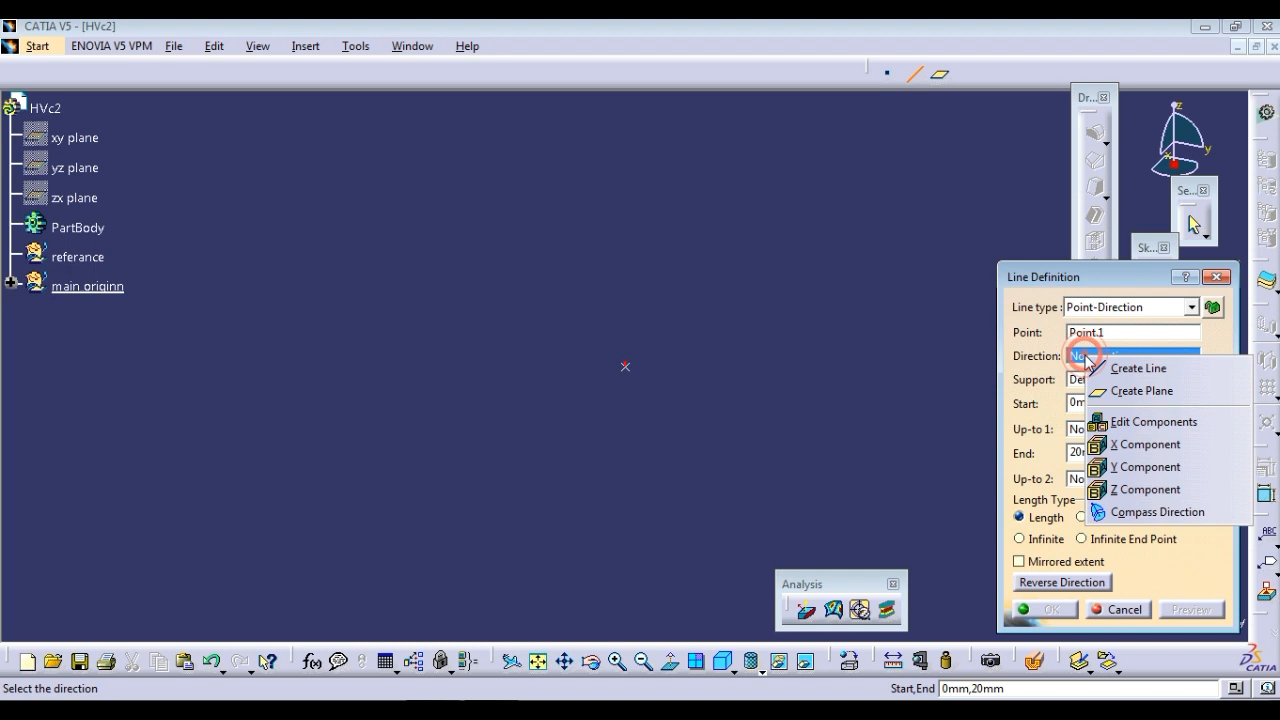 CATIA V5 - [HVc2]
Start ENOVIA V5 VPM File Edit View Insert Tools Window Help
HVc2
xy plane
yz plane
zx plane
PartBody
referance
main originn
Dr...
z
y
x
Se...
Sk...
Line Definition
Line type : Point-Direction
Point: Point.1
Direction:
Support:
Start:
Up-to 1: No
End:
Up-to 2: No
Length Type
Length
Infinite Infinite End Point
Mirrored extent
Reverse Direction
OK Cancel Preview
Create Line
Create Plane
Edit Components
X Component
Y Component
Z Component
Compass Direction
Analysis
ABC
f(x)
CATIA
Select the direction Start,End 0mm,20mm